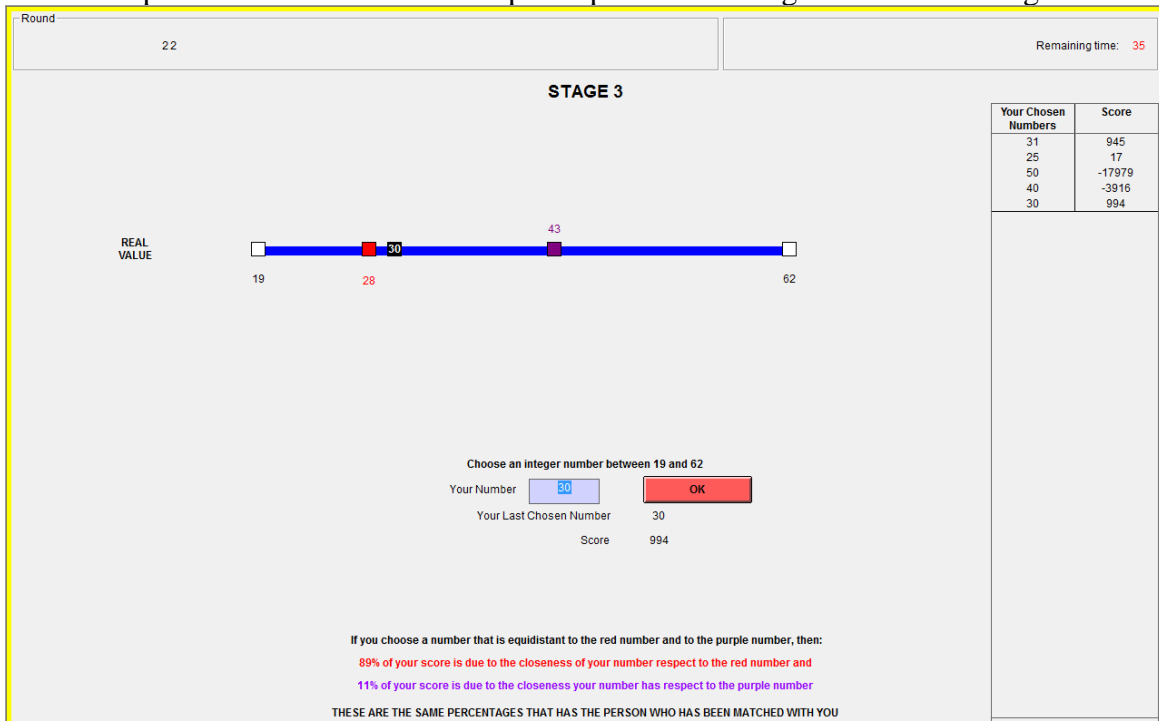 Round
22
Remaining time: 35
STAGE 3
Your Chosen Numbers Score
31 945
25 17
50 -17979
40 -3916
30 994
43
REAL VALUE
30
19 28 62
Choose an integer number between 19 and 62
Your Number 30 OK
Your Last Chosen Number 30
Score 994
If you choose a number that is equidistant to the red number and to the purple number, then:
89% of your score is due to the closeness of your number respect to the red number and
11% of your score is due to the closeness your number has respect to the purple number
THESE ARE THE SAME PERCENTAGES THAT HAS THE PERSON WHO HAS BEEN MATCHED WITH YOU